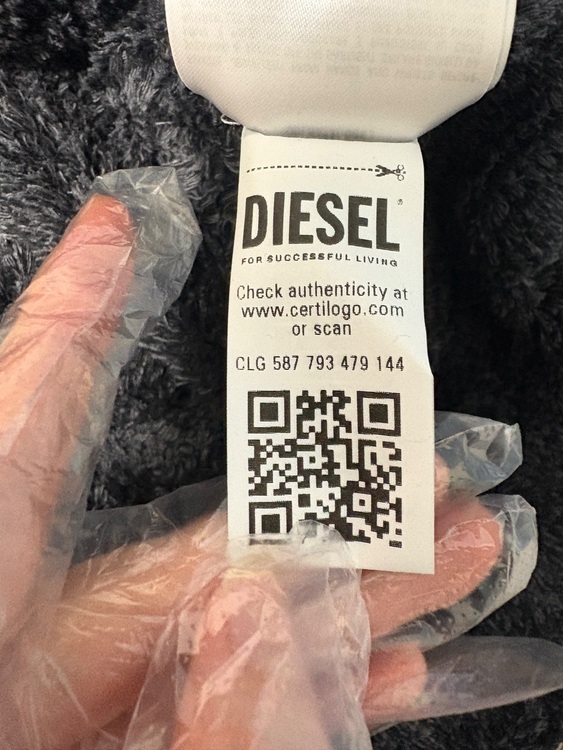 DIESEL®
FOR SUCCESSFUL LIVING
Check authenticity at
www.certilogo.com
or scan
CLG 587 793 479 144